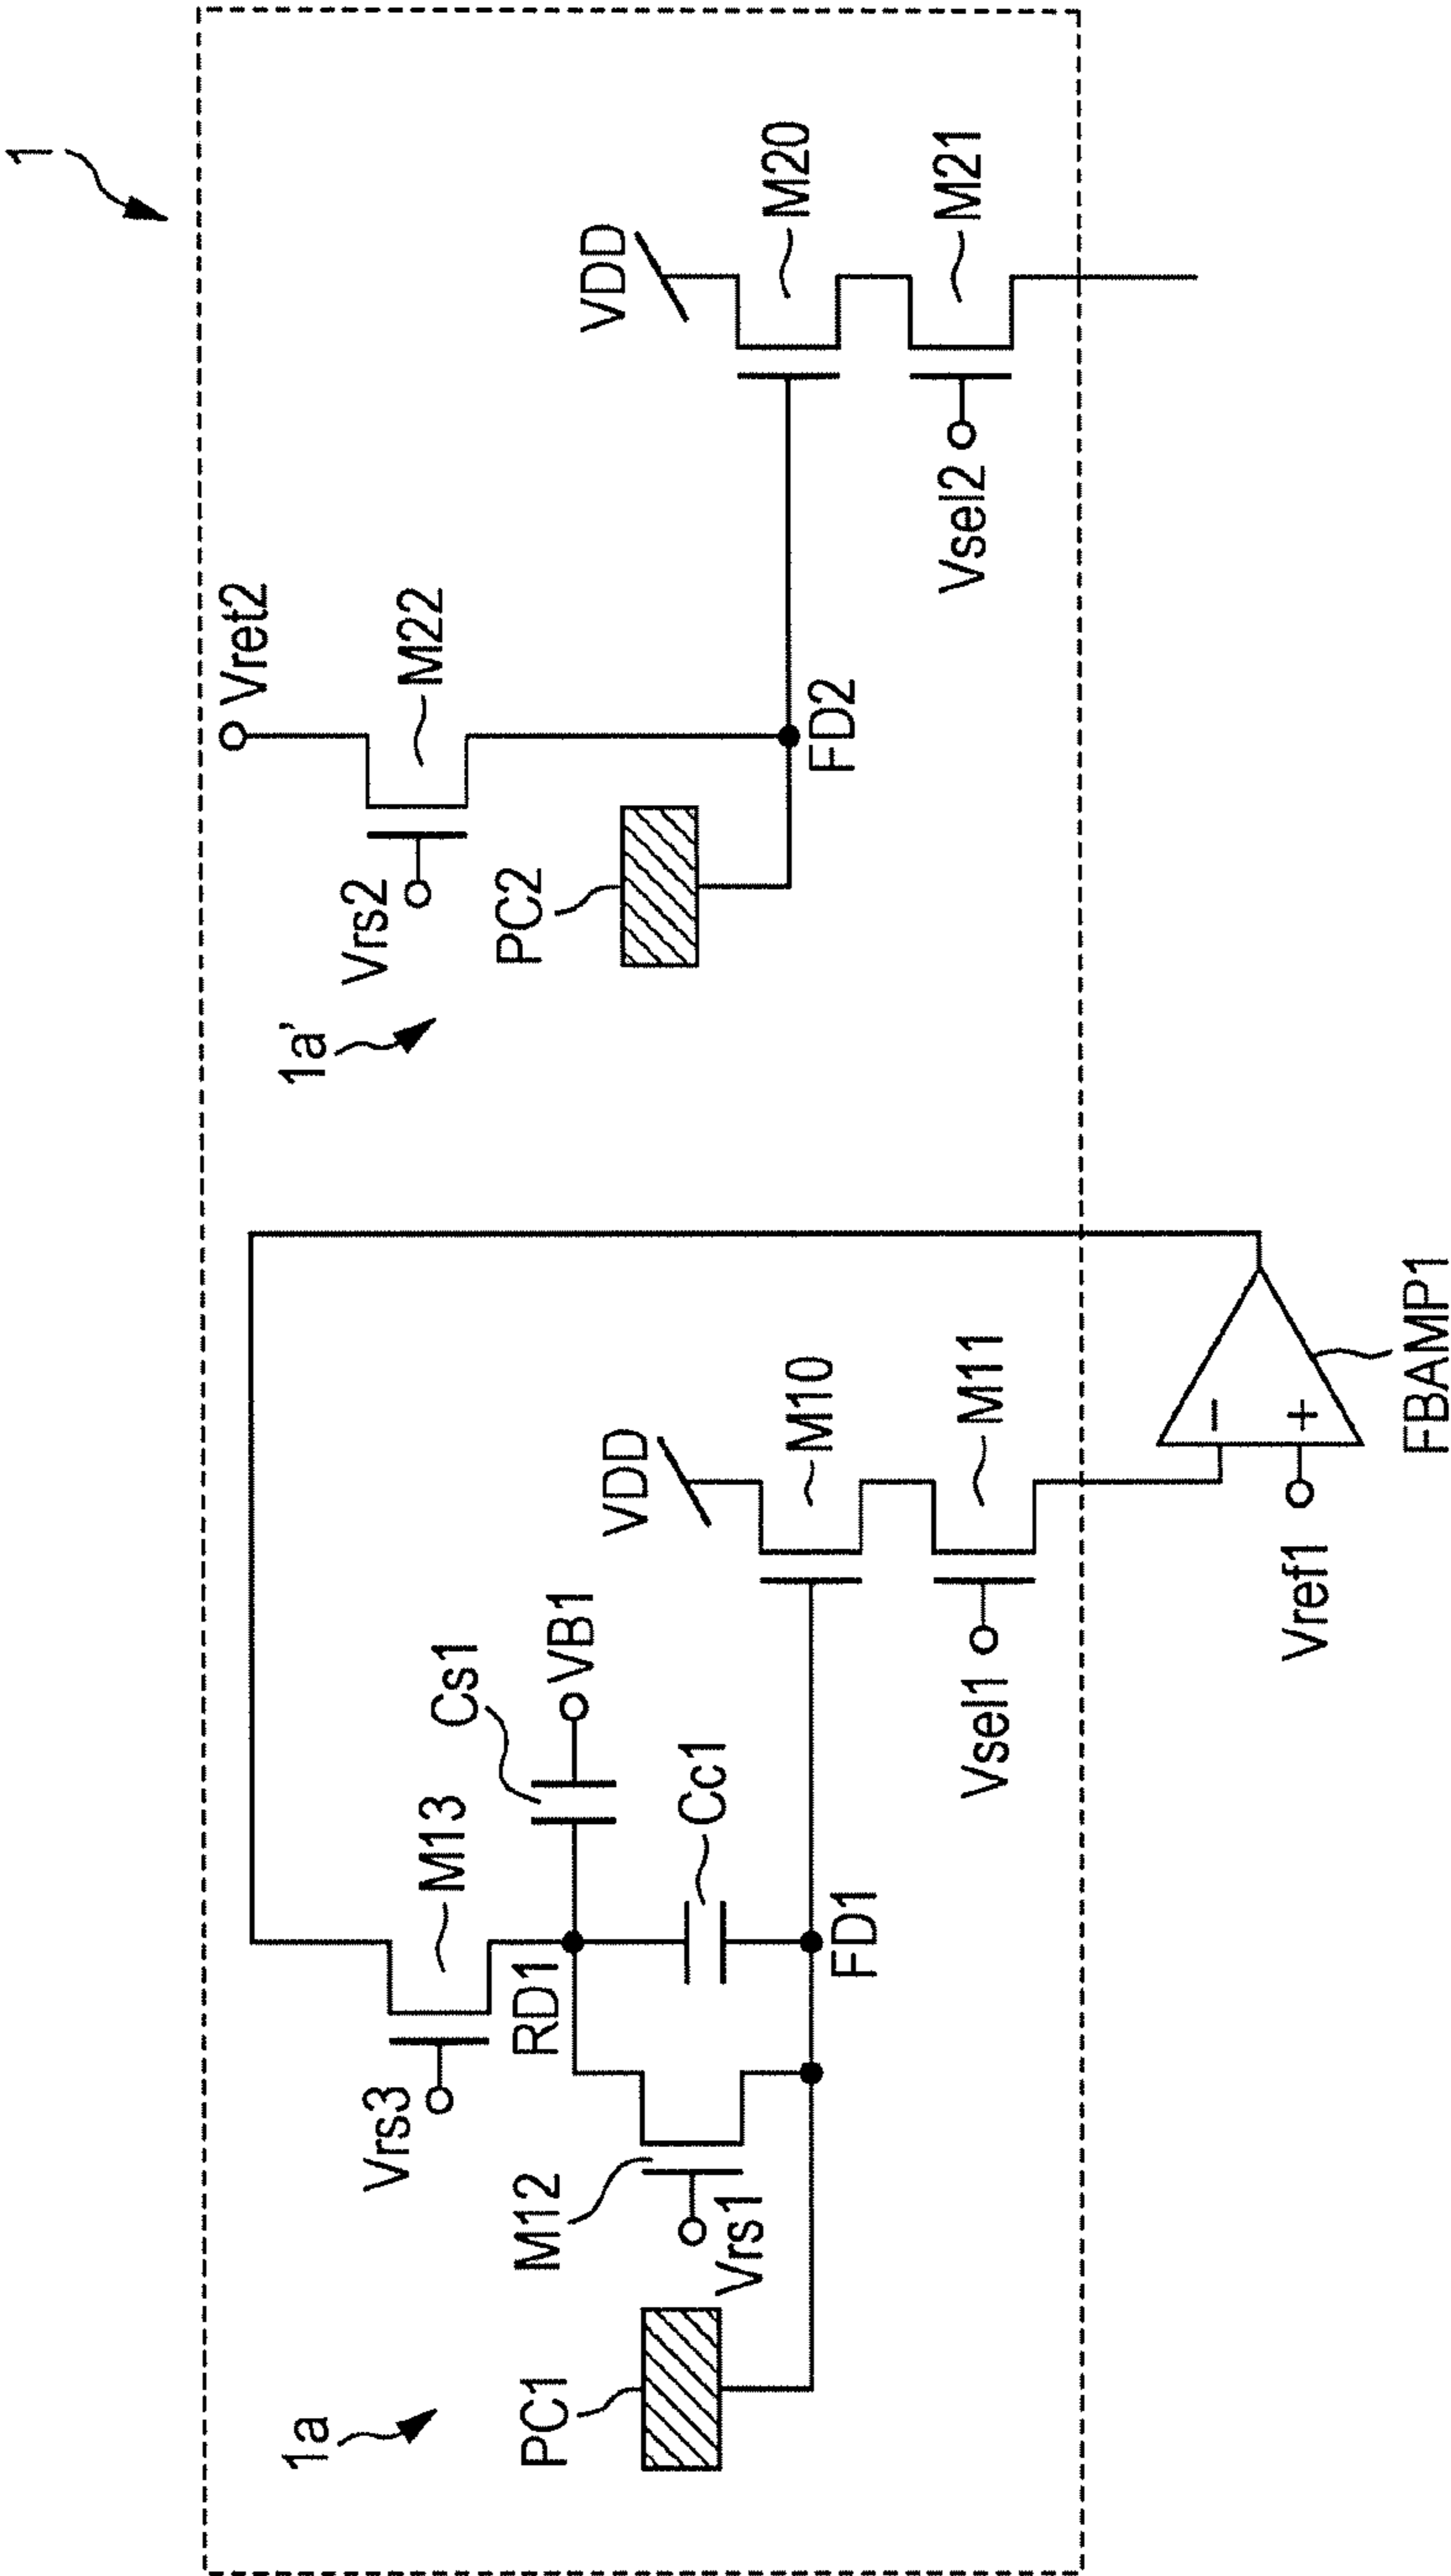 1
1a
PC1
M12
Vrs1
Vrs3
M13
RD1
Cs1
VB1
Cc1
FD1
VDD
M10
M11
Vsel1
Vref1
−
+
FBAMP1
1a'
PC2
Vrs2
M22
Vret2
FD2
VDD
M20
M21
Vsel2